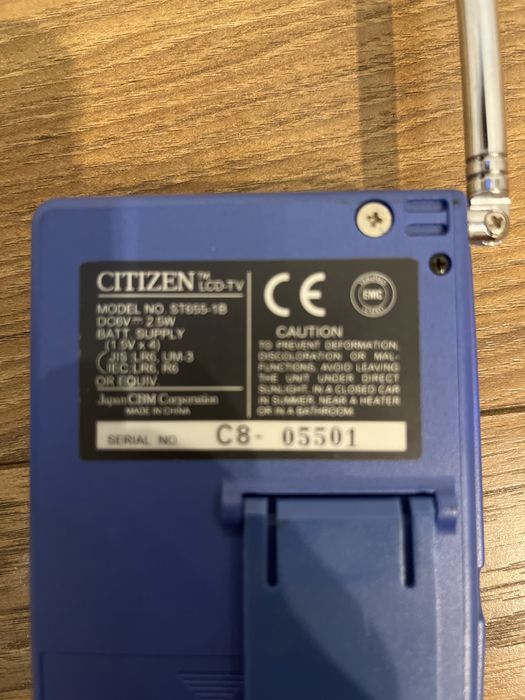 CITIZEN™
LCD-TV
MODEL NO. ST655-1B
DC6V⎓ 2.5W
BATT. SUPPLY
(1.5V x 4)
JIS: LR6, UM-3
IEC: LR6, R6
OR EQUIV.
Japan CBM Corporation
MADE IN CHINA
CE
EMC
CAUTION
TO PREVENT DEFORMATION,
DISCOLORATION OR MAL-
FUNCTIONS, AVOID LEAVING
THE UNIT UNDER DIRECT
SUNLIGHT, IN A CLOSED CAR
IN SUMMER, NEAR A HEATER
OR IN A BATHROOM.
SERIAL NO. C8- 05501